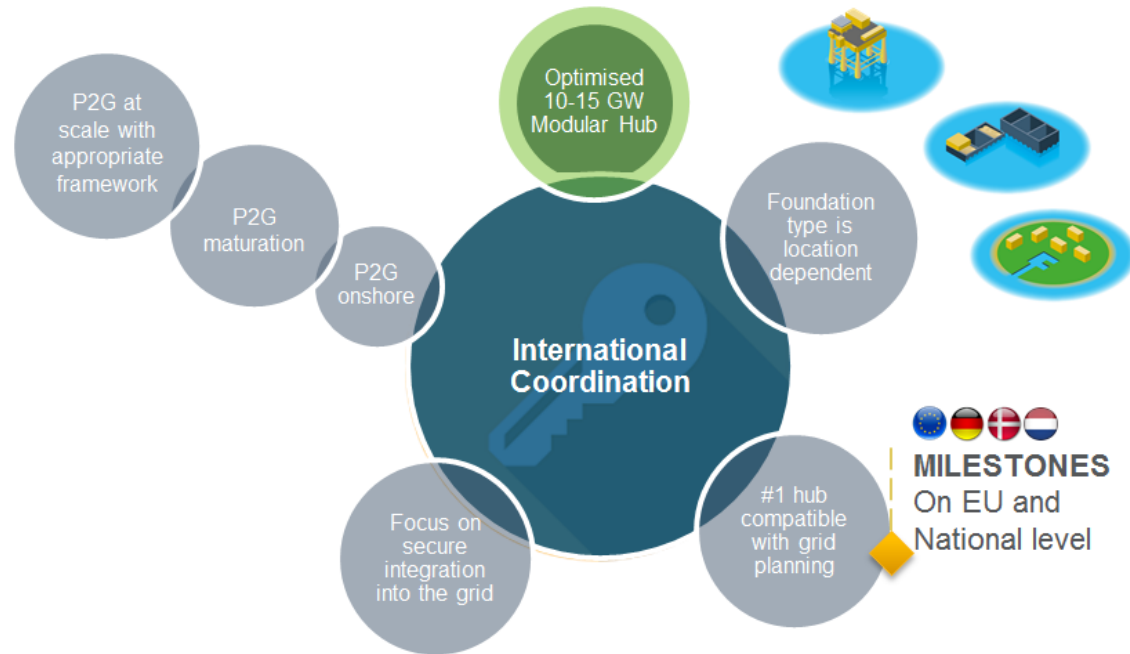 Optimised
10-15 GW
Modular Hub
P2G at
scale with
appropriate
framework
P2G
maturation
P2G
onshore
Foundation
type is
location
dependent
International
Coordination
MILESTONES
On EU and
National level
#1 hub
compatible
with grid
planning
Focus on
secure
integration
into the grid